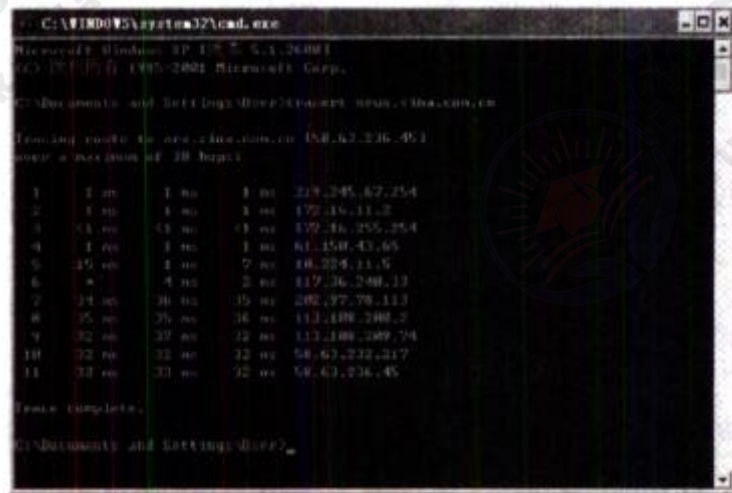 C:\WINDOWS\system32\cmd.exe
Microsoft Windows XP [版本 5.1.2600]
(C) 版权所有 1985-2001 Microsoft Corp.
C:\Documents and Settings\User>tracert news.sina.com.cn
Tracing route to ara.sina.com.cn [58.63.236.45]
over a maximum of 30 hops:
1 1 ms 1 ms 1 ms 219.245.67.254
2 1 ms 1 ms 1 ms 172.16.11.2
3 <1 ms <1 ms <1 ms 172.16.255.254
4 1 ms 1 ms 1 ms 61.150.43.65
5 15 ms 1 ms 7 ms 10.224.11.5
6 * 4 ms 2 ms 117.36.240.33
7 34 ms 36 ms 35 ms 202.97.78.113
8 35 ms 35 ms 36 ms 113.108.208.2
9 32 ms 32 ms 32 ms 113.108.209.74
10 32 ms 32 ms 32 ms 58.63.232.217
11 33 ms 33 ms 32 ms 58.63.236.45
Trace complete.
C:\Documents and Settings\User>